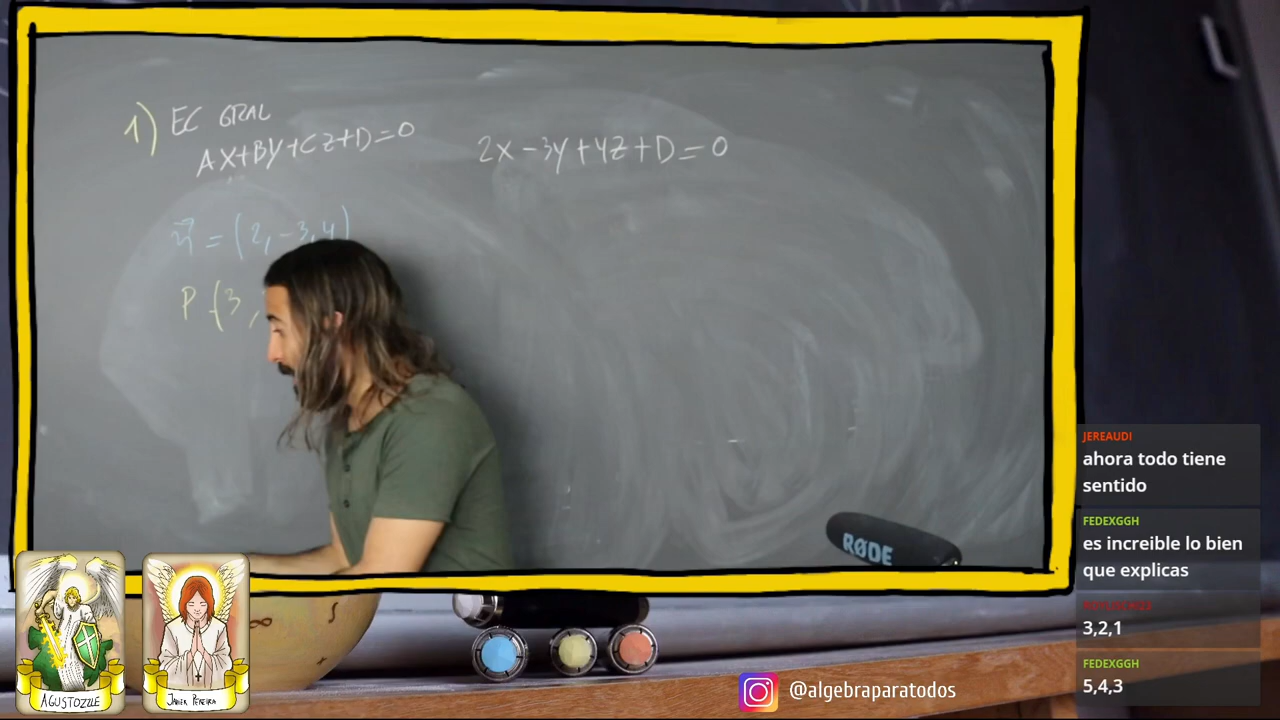 1) EC GRAL
AX+BY+CZ+D=0
2x-3y+4z+D=0
n⃗=(2,-3,4)
P(3,
RØDE
JEREAUDI
ahora todo tiene
sentido
FEDEXGGH
es increible lo bien
que explicas
3,2,1
FEDEXGGH
5,4,3
AGUSTOZZLE
JAVIER PEREIRA
@algebraparatodos